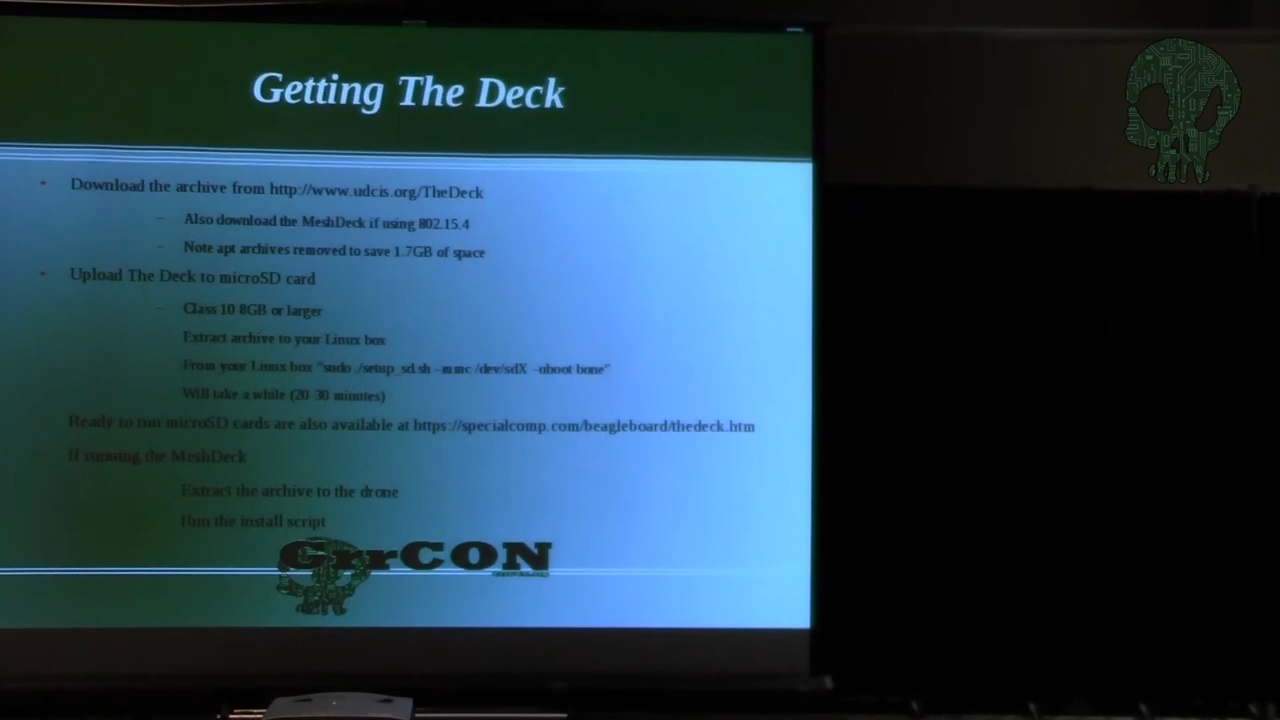 Getting The Deck
Download the archive from http://www.udcis.org/TheDeck
Also download the MeshDeck if using 802.15.4
Note apt archives removed to save 1.7GB of space
Upload The Deck to microSD card
Class 10 8GB or larger
Extract archive to your Linux box
From your Linux box "sudo ./setup_sd.sh --mmc /dev/sdX --uboot bone"
Will take a while (20-30 minutes)
Ready to run microSD cards are also available at https://specialcomp.com/beagleboard/thedeck.htm
If running the MeshDeck
Extract the archive to the drone
Run the install script
GrrCON